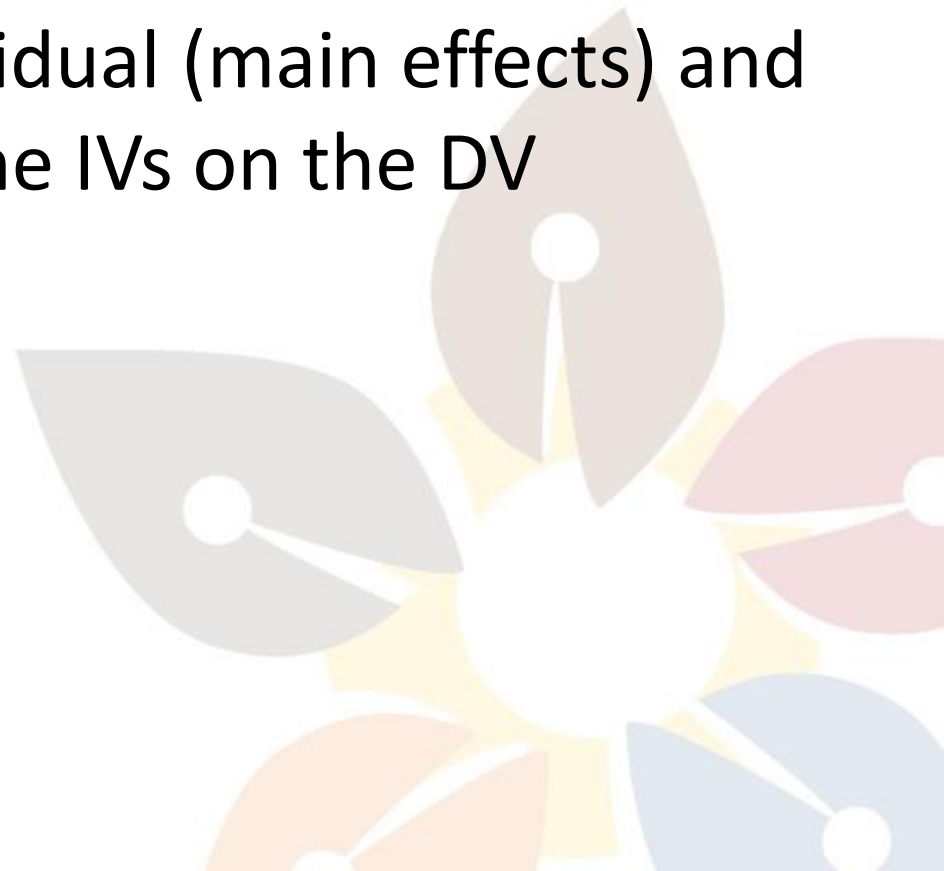 idual (main effects) and
ne IVs on the DV